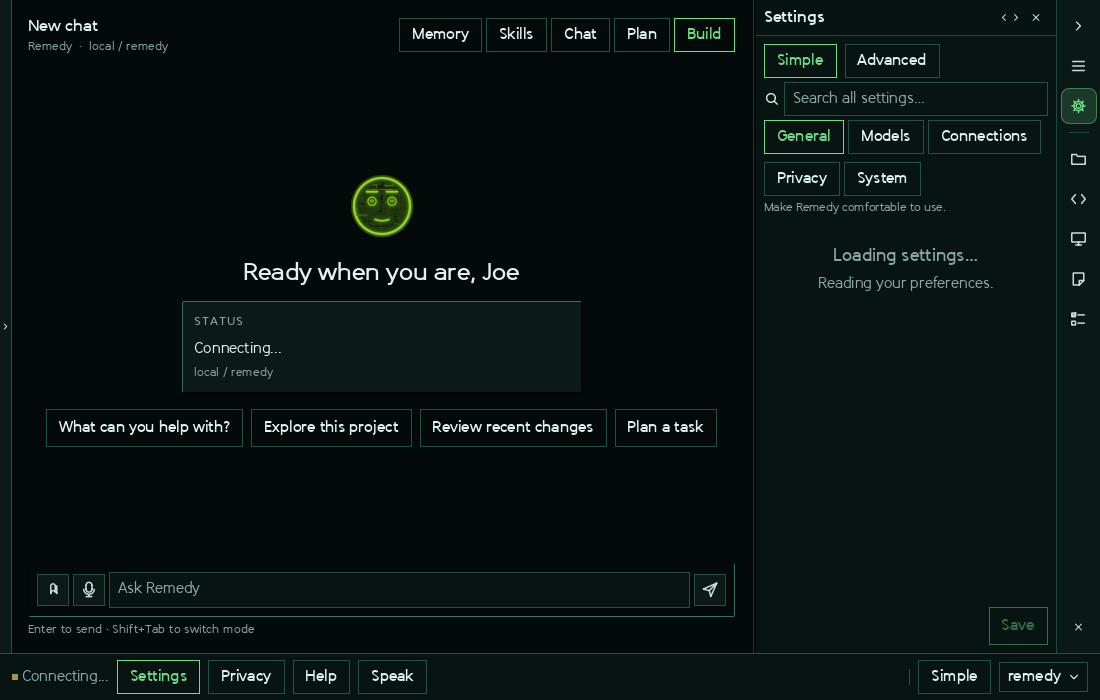 New chat
Remedy · local / remedy
Memory
Skills
Chat
Plan
Build
Ready when you are, Joe
STATUS
Connecting...
local / remedy
What can you help with?
Explore this project
Review recent changes
Plan a task
Ask Remedy
Enter to send · Shift+Tab to switch mode
Settings
Simple
Advanced
Search all settings...
General
Models
Connections
Privacy
System
Make Remedy comfortable to use.
Loading settings...
Reading your preferences.
Save
Connecting...
Settings
Privacy
Help
Speak
Simple
remedy